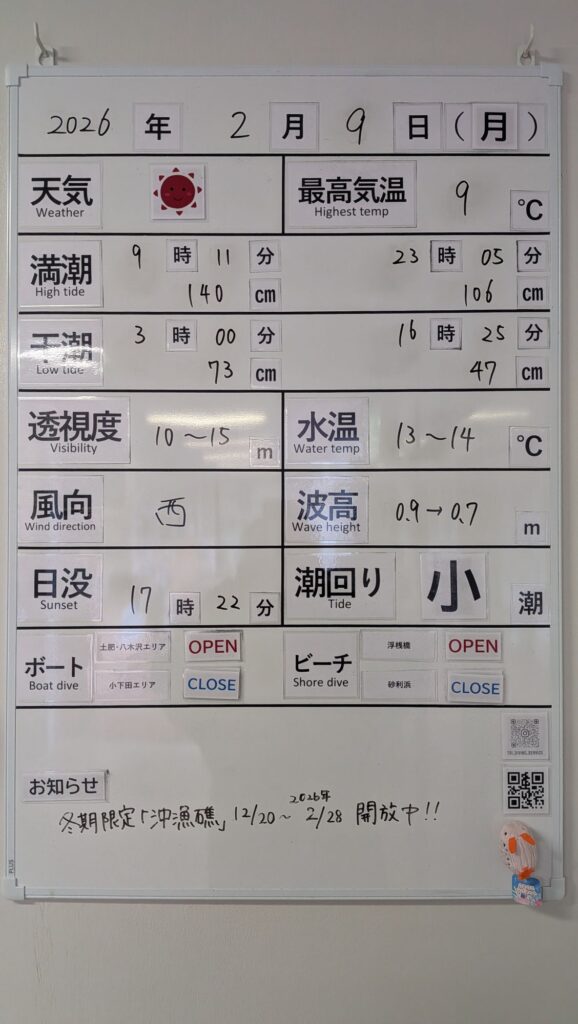 2026 年 2 月 9 日 (月)
天気 Weather
最高気温 Highest temp 9 ℃
満潮 High tide 9 時 11 分 140 cm 23 時 05 分 106 cm
干潮 Low tide 3 時 00 分 73 cm 16 時 25 分 47 cm
透視度 Visibility 10～15 m
水温 Water temp 13～14 ℃
風向 Wind direction 西
波高 Wave height 0.9→0.7 m
日没 Sunset 17 時 22 分
潮回り Tide 小 潮
ボート Boat dive 土肥・八木沢エリア OPEN
小下田エリア CLOSE
ビーチ Shore dive 浮桟橋 OPEN
砂利浜 CLOSE
お知らせ
冬期限定「沖漁礁」12/20～2026年2/28 開放中!!
PLUS